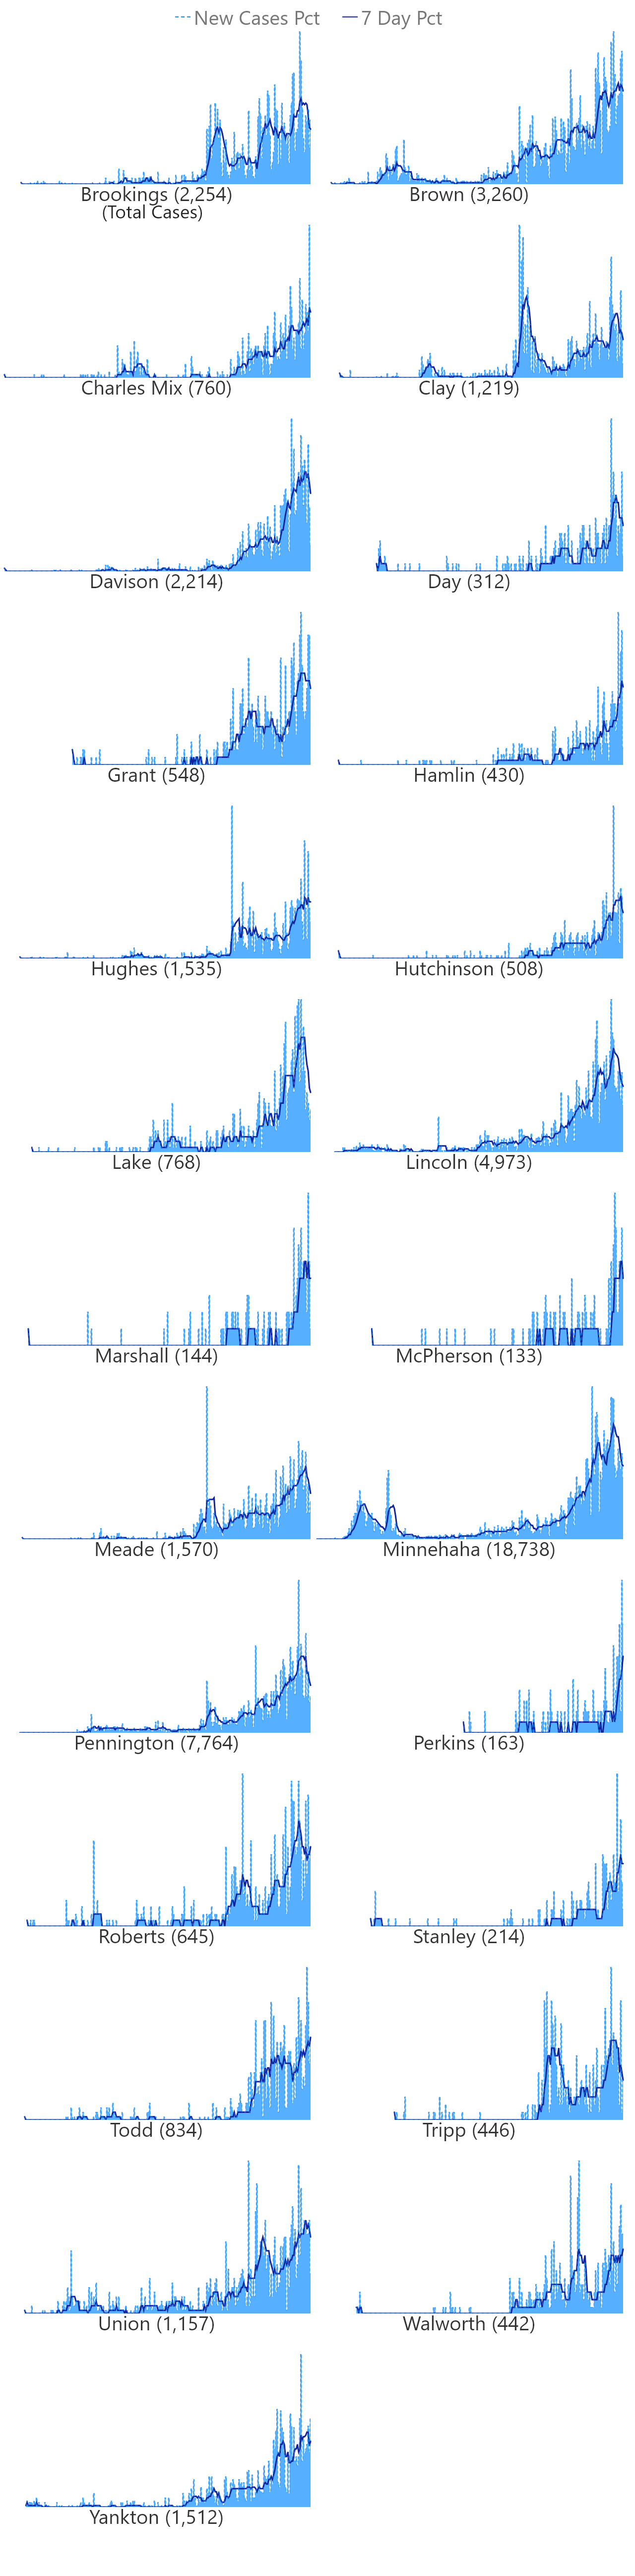 New Cases Pct 7 Day Pct
Brookings (2,254) Brown (3,260)
(Total Cases)
Charles Mix (760) Clay (1,219)
Davison (2,214) Day (312)
Grant (548) Hamlin (430)
Hughes (1,535) Hutchinson (508)
Lake (768) Lincoln (4,973)
Marshall (144) McPherson (133)
Meade (1,570) Minnehaha (18,738)
Pennington (7,764) Perkins (163)
Roberts (645) Stanley (214)
Todd (834) Tripp (446)
Union (1,157) Walworth (442)
Yankton (1,512)